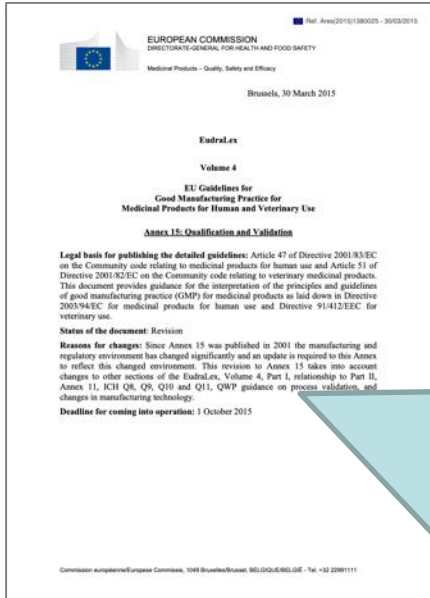 Ref. Ares(2015)1380025 - 30/03/2015
EUROPEAN COMMISSION
DIRECTORATE-GENERAL FOR HEALTH AND FOOD SAFETY
Medicinal Products – Quality, Safety and Efficacy
Brussels, 30 March 2015
EudraLex
Volume 4
EU Guidelines for
Good Manufacturing Practice for
Medicinal Products for Human and Veterinary Use
Annex 15: Qualification and Validation
Legal basis for publishing the detailed guidelines: Article 47 of Directive 2001/83/EC
on the Community code relating to medicinal products for human use and Article 51 of
Directive 2001/82/EC on the Community code relating to veterinary medicinal products.
This document provides guidance for the interpretation of the principles and guidelines
of good manufacturing practice (GMP) for medicinal products as laid down in Directive
2003/94/EC for medicinal products for human use and Directive 91/412/EEC for
veterinary use.
Status of the document: Revision
Reasons for changes: Since Annex 15 was published in 2001 the manufacturing and
regulatory environment has changed significantly and an update is required to this Annex
to reflect this changed environment. This revision to Annex 15 takes into account
changes to other sections of the EudraLex, Volume 4, Part I, relationship to Part II,
Annex 11, ICH Q8, Q9, Q10 and Q11, QWP guidance on process validation, and
changes in manufacturing technology.
Deadline for coming into operation: 1 October 2015
Commission européenne/Europese Commissie, 1049 Bruxelles/Brussel, BELGIQUE/BELGIË - Tel. +32 22991111